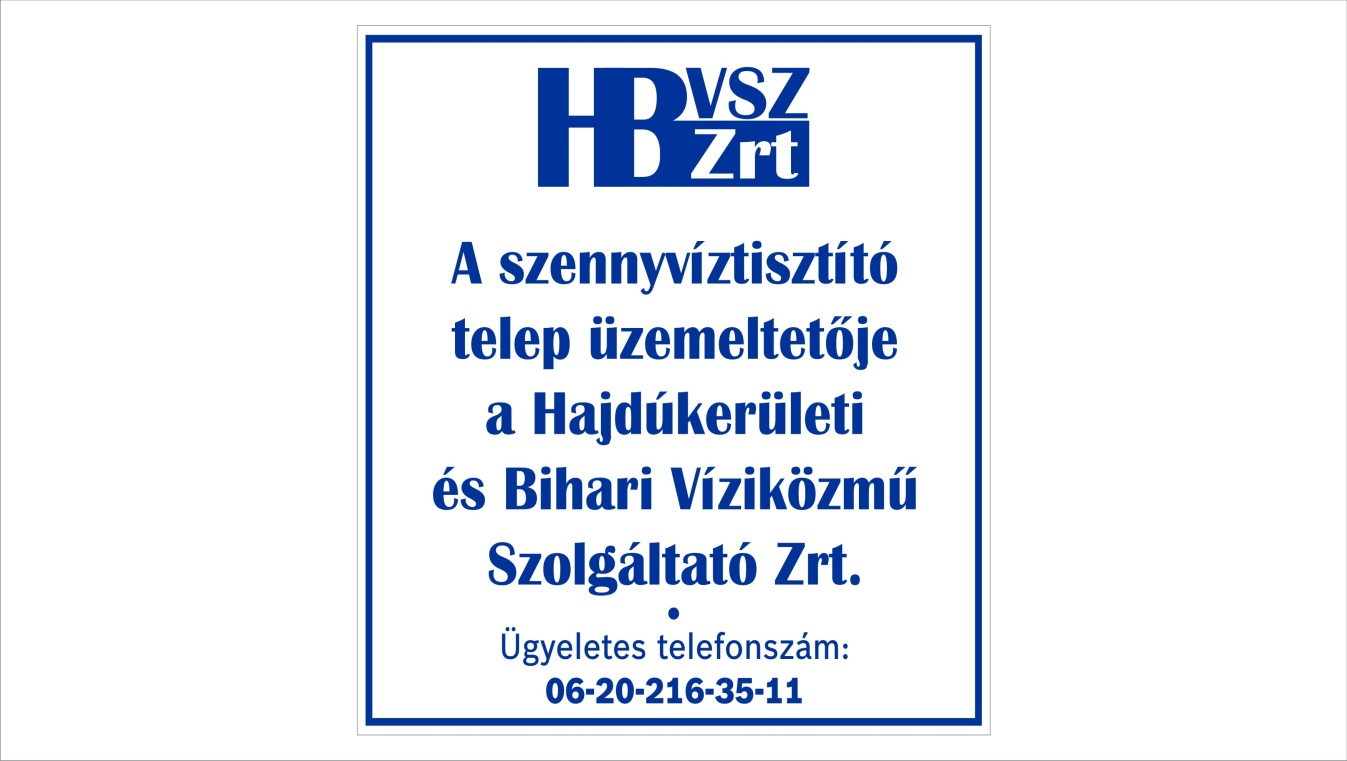 HBVSZ
Zrt
A szennyvíztisztító
telep üzemeltetője
a Hajdúkerületi
és Bihari Víziközmű
Szolgáltató Zrt.
•
Ügyeletes telefonszám:
06-20-216-35-11